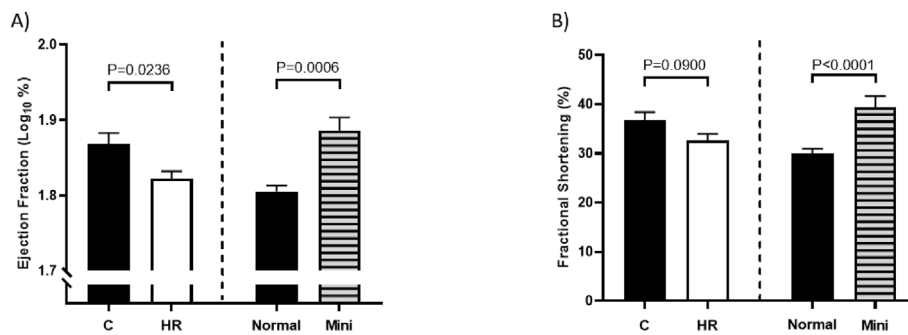 A)
Ejection Fraction (Log₁₀ %)
2.0
1.9
1.8
1.7
P=0.0236
P=0.0006
C
HR
Normal
Mini
B)
Fractional Shortening (%)
50
40
30
20
10
0
P=0.0900
P<0.0001
C
HR
Normal
Mini